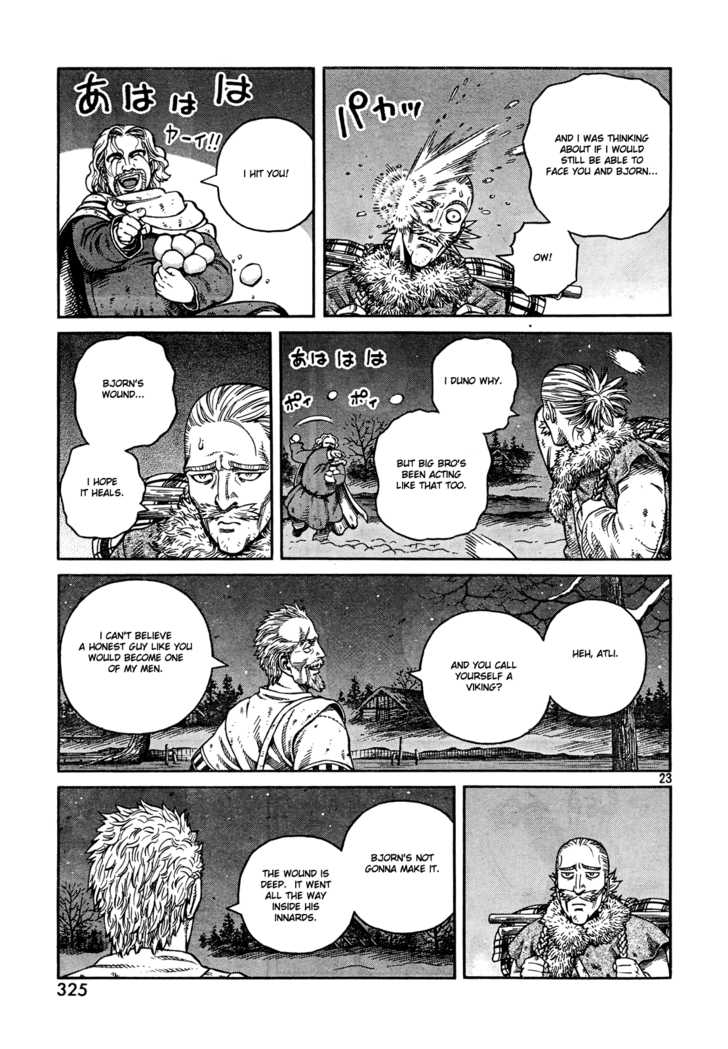 パカッ
AND I WAS THINKING
ABOUT IF I WOULD
STILL BE ABLE TO
FACE YOU AND BJORN...
OW!
あははは
ヤーイ!!
I HIT YOU!
I DUNO WHY.
BUT BIG BRO'S
BEEN ACTING
LIKE THAT TOO.
あははは
ポイ
ポイ
BJORN'S
WOUND...
I HOPE
IT HEALS.
HEH, ATLI.
AND YOU CALL
YOURSELF A
VIKING?
I CAN'T BELIEVE
A HONEST GUY LIKE YOU
WOULD BECOME ONE
OF MY MEN.
23
BJORN'S NOT
GONNA MAKE IT.
THE WOUND IS
DEEP. IT WENT
ALL THE WAY
INSIDE HIS
INNARDS.
325